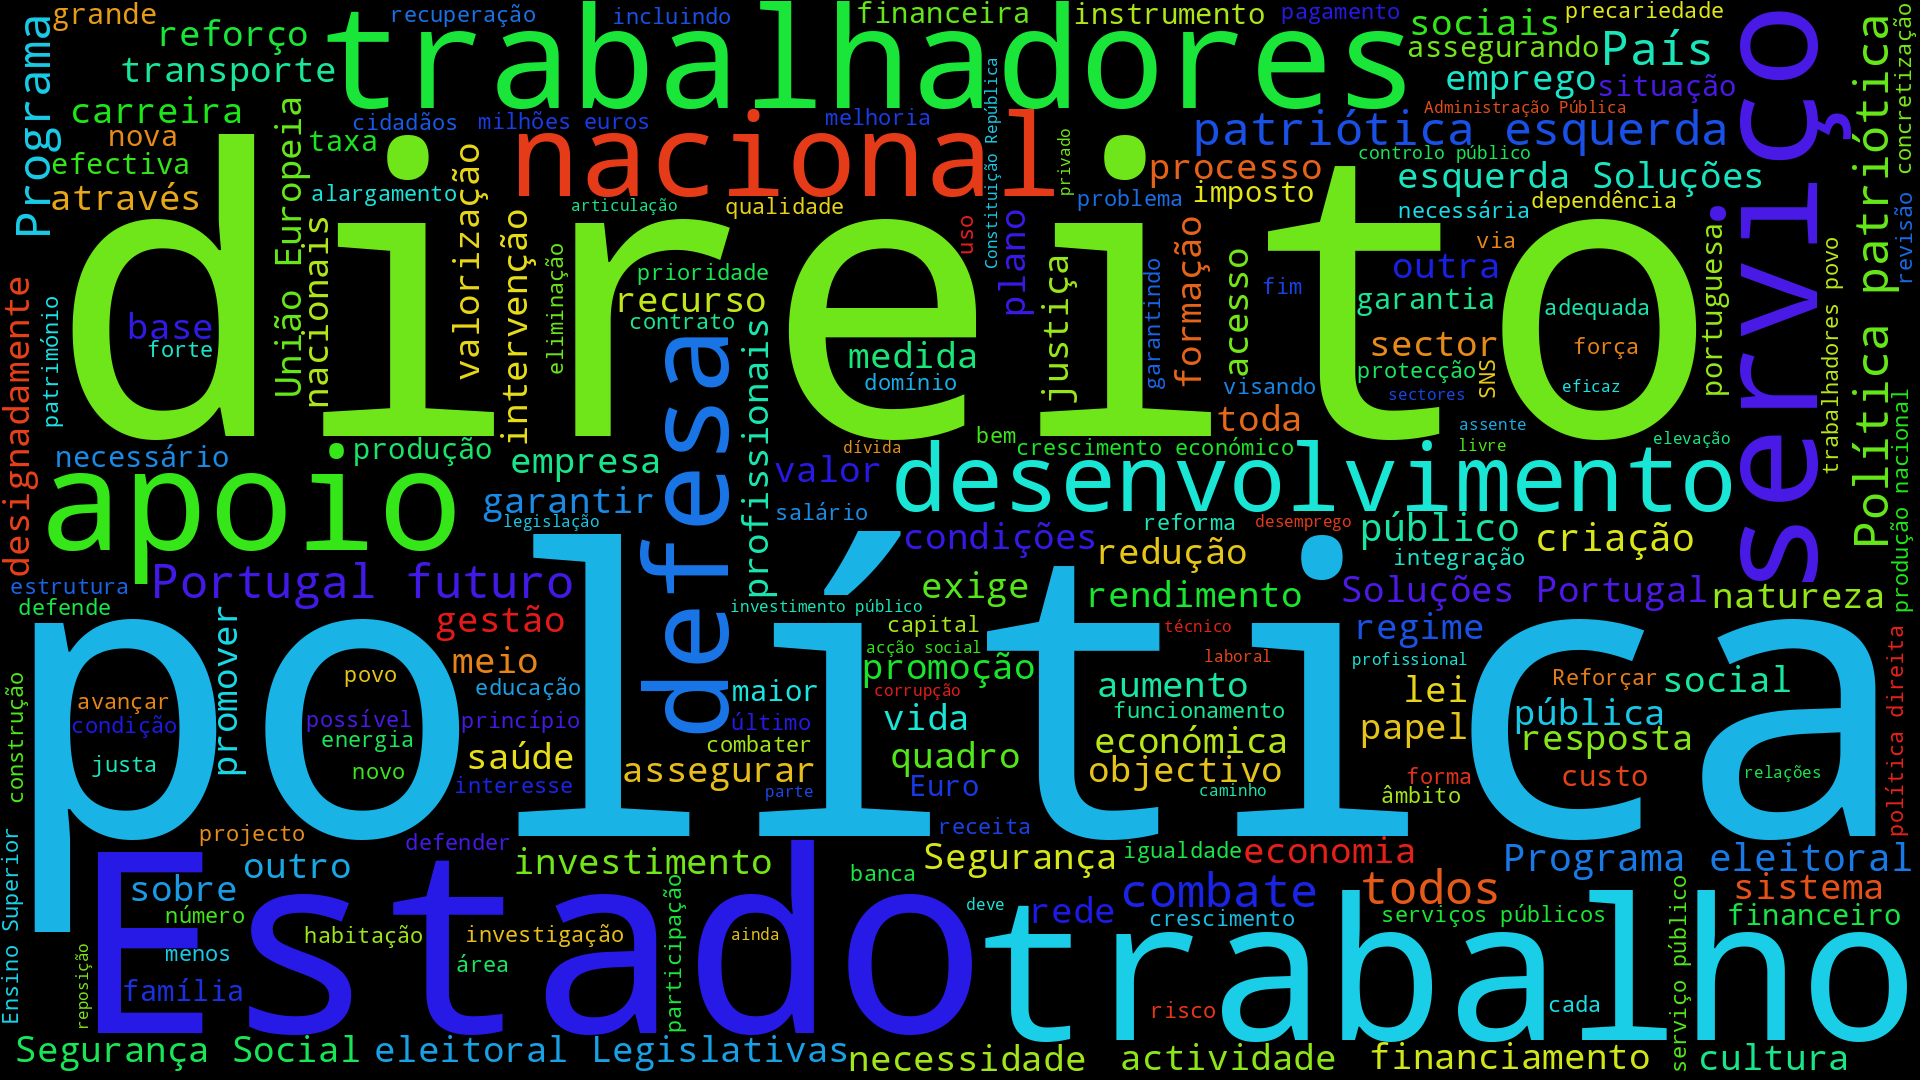 grande
recuperação
incluindo
financeira
instrumento
pagamento
sociais
precariedade
Programa
reforço
trabalhadores
assegurando
País
serviço
Política patriótica
concretização
transporte
emprego
situação
carreira
cidadãos
milhões euros
nacional
melhoria
Constituição República
privado
Administração Pública
patriótica esquerda
nova
taxa
efectiva
União Europeia
valorização
controlo público
através
alargamento
nacionais
articulação
qualidade
problema
processo
imposto
esquerda Soluções
necessária
dependência
direito
intervenção
eliminação
uso
plano
formação
via
portuguesa
revisão
prioridade
recurso
contrato
justiça
garantindo
acesso
fim
outra
garantia
adequada
trabalhadores povo
designadamente
património
base
forte
defesa
profissionais
medida
domínio
visando
sector
força
protecção
SNS
eficaz
sectores
toda
produção nacional
necessário
produção
apoio
empresa
dívida
bem
crescimento económico
assente
livre
elevação
valor
desenvolvimento
garantir
legislação
salário
reforma
desemprego
público
condições
redução
integração
criação
estrutura
Portugal futuro
exige
rendimento
Soluções Portugal
natureza
defende
gestão
investimento público
capital
técnico
regime
política
promover
meio
acção social
promoção
laboral
profissional
povo
educação
maior
corrupção
aumento
lei
Reforçar
social
política direita
construção
avançar
condição
possível
energia
princípio
último
combater
vida
funcionamento
económica
papel
pública
resposta
justa
novo
saúde
interesse
assegurar
parte
quadro
Euro
objectivo
caminho
forma
âmbito
custo
relações
projecto
defender
receita
Ensino Superior
Estado
outro
investimento
Segurança
igualdade
economia
Programa eleitoral
sobre
banca
combate
todos
sistema
número
participação
deve
rede
crescimento
serviços públicos
serviço público
financeiro
habitação
investigação
ainda
trabalho
menos
reposição
área
família
risco
cada
Segurança Social
eleitoral Legislativas
necessidade
actividade
financiamento
cultura